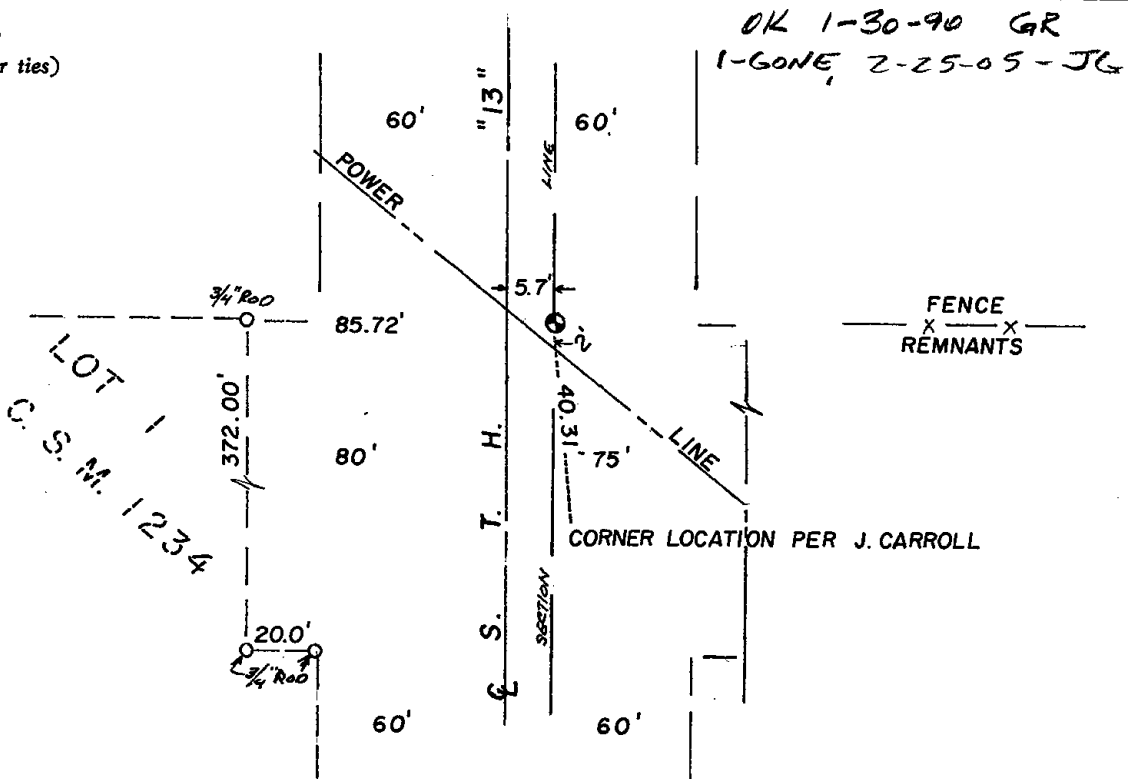 OK 1-30-90 GR
1-GONE, 2-25-05-JG
r ties)
60'
"13"
60'
LINE
POWER
5.7'
3/4" ROD
85.72'
FENCE
x x
REMNANTS
2'
LOT 1
C. S. M. 1234
372.00'
40.31'
80'
75'
LINE
CORNER LOCATION PER J. CARROLL
S. T. H.
SECTION
20.0'
3/4" ROD
℄
60'
60'